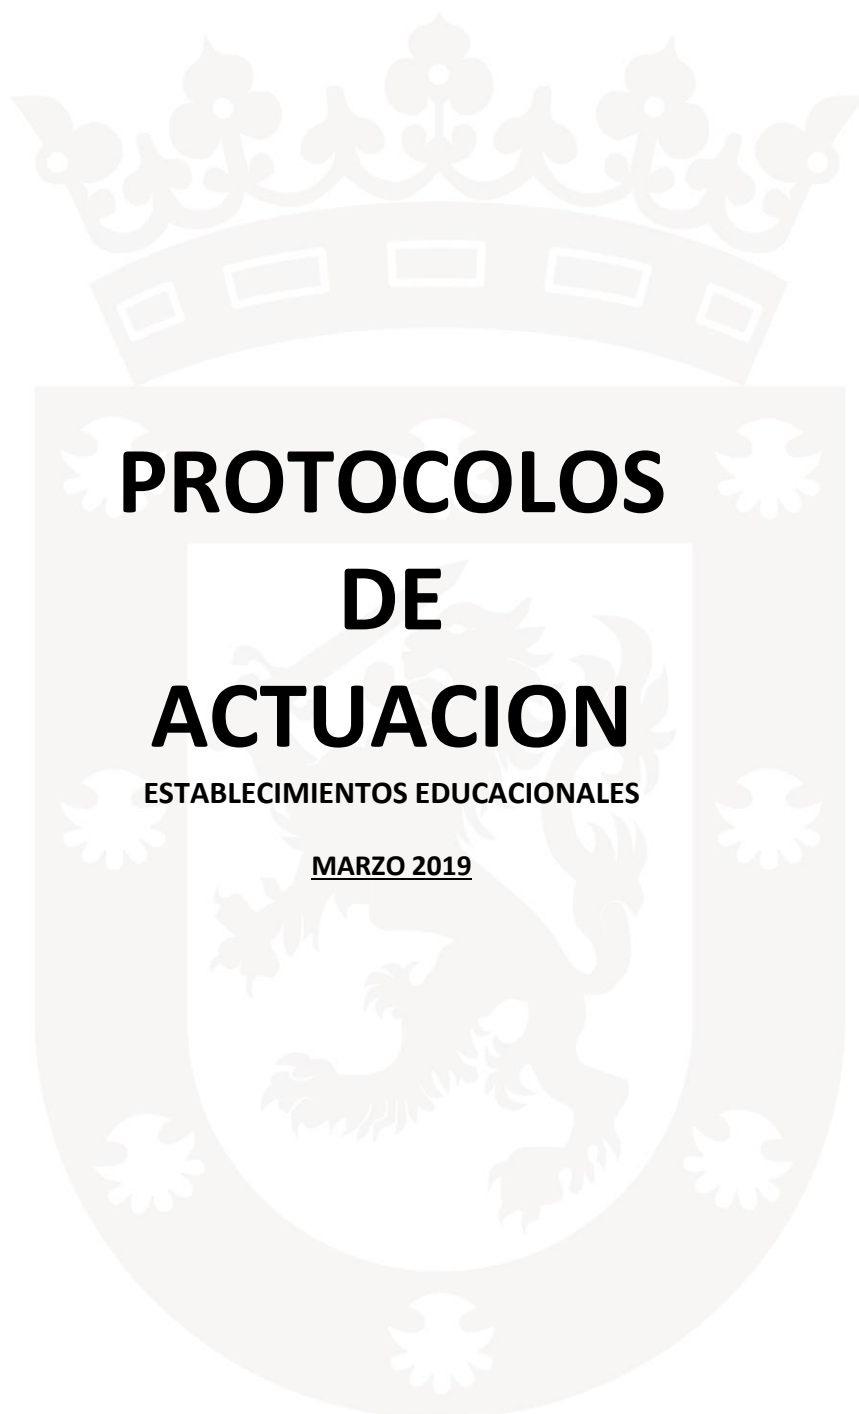 PROTOCOLOS
DE
ACTUACION
ESTABLECIMIENTOS EDUCACIONALES
MARZO 2019